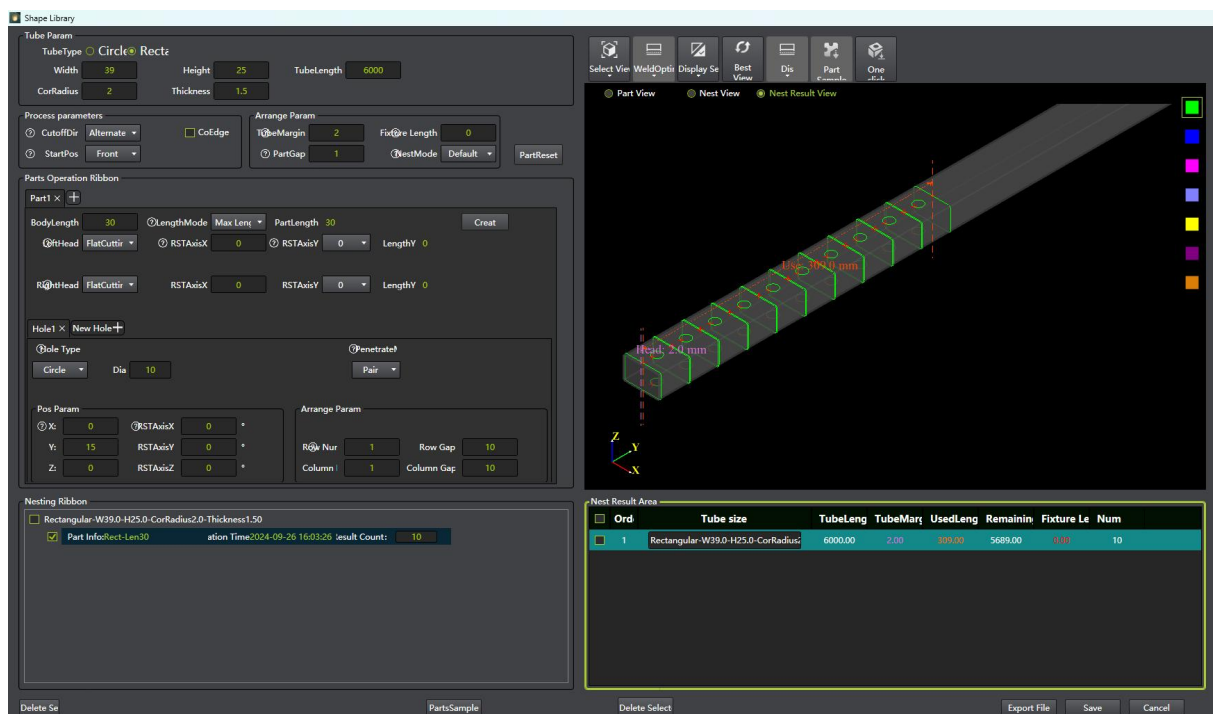 Shape Library
Tube Param
TubeType Circle Recta
Width 39 Height 25 TubeLength 6000
CorRadius 2 Thickness 1.5
Process parameters
CutoffDir Alternate CoEdge
StartPos Front
Arrange Param
TubeMargin 2 Fixture Length 0
PartGap 1 NestMode Default
PartReset
Parts Operation Ribbon
Part1 × +
BodyLength 30 LengthMode Max Leng PartLength 30 Creat
LeftHead FlatCuttir RSTAxisX 0 RSTAxisY 0 LengthY 0
RightHead FlatCuttir RSTAxisX 0 RSTAxisY 0 LengthY 0
Hole1 × New Hole +
Hole Type
Circle Dia 10
Pair
Pos Param
X: 0 RSTAxisX 0 °
Y: 15 RSTAxisY 0 °
Z: 0 RSTAxisZ 0 °
Arrange Param
Row Nur 1 Row Gap 10
Column 1 Column Gap 10
Nesting Ribbon
Rectangular-W39.0-H25.0-CorRadius2.0-Thickness1.50
Part Info:Rect-Len30 ation Time2024-09-26 16:03:26 esult Count: 10
Delete Se
PartsSample
Select Viev WeldOptio Display Se Best View Dis Part Sample One click
Part View Nest View Nest Result View
Use: 309.0 mm
Head: 2.0 mm
Z
Y
X
Nest Result Area
Ord Tube size TubeLeng TubeMarg UsedLeng Remaining Fixture Le Num
1 Rectangular-W39.0-H25.0-CorRadius2 6000.00 2.00 309.00 5689.00 0.00 10
Delete Select
Export File Save Cancel